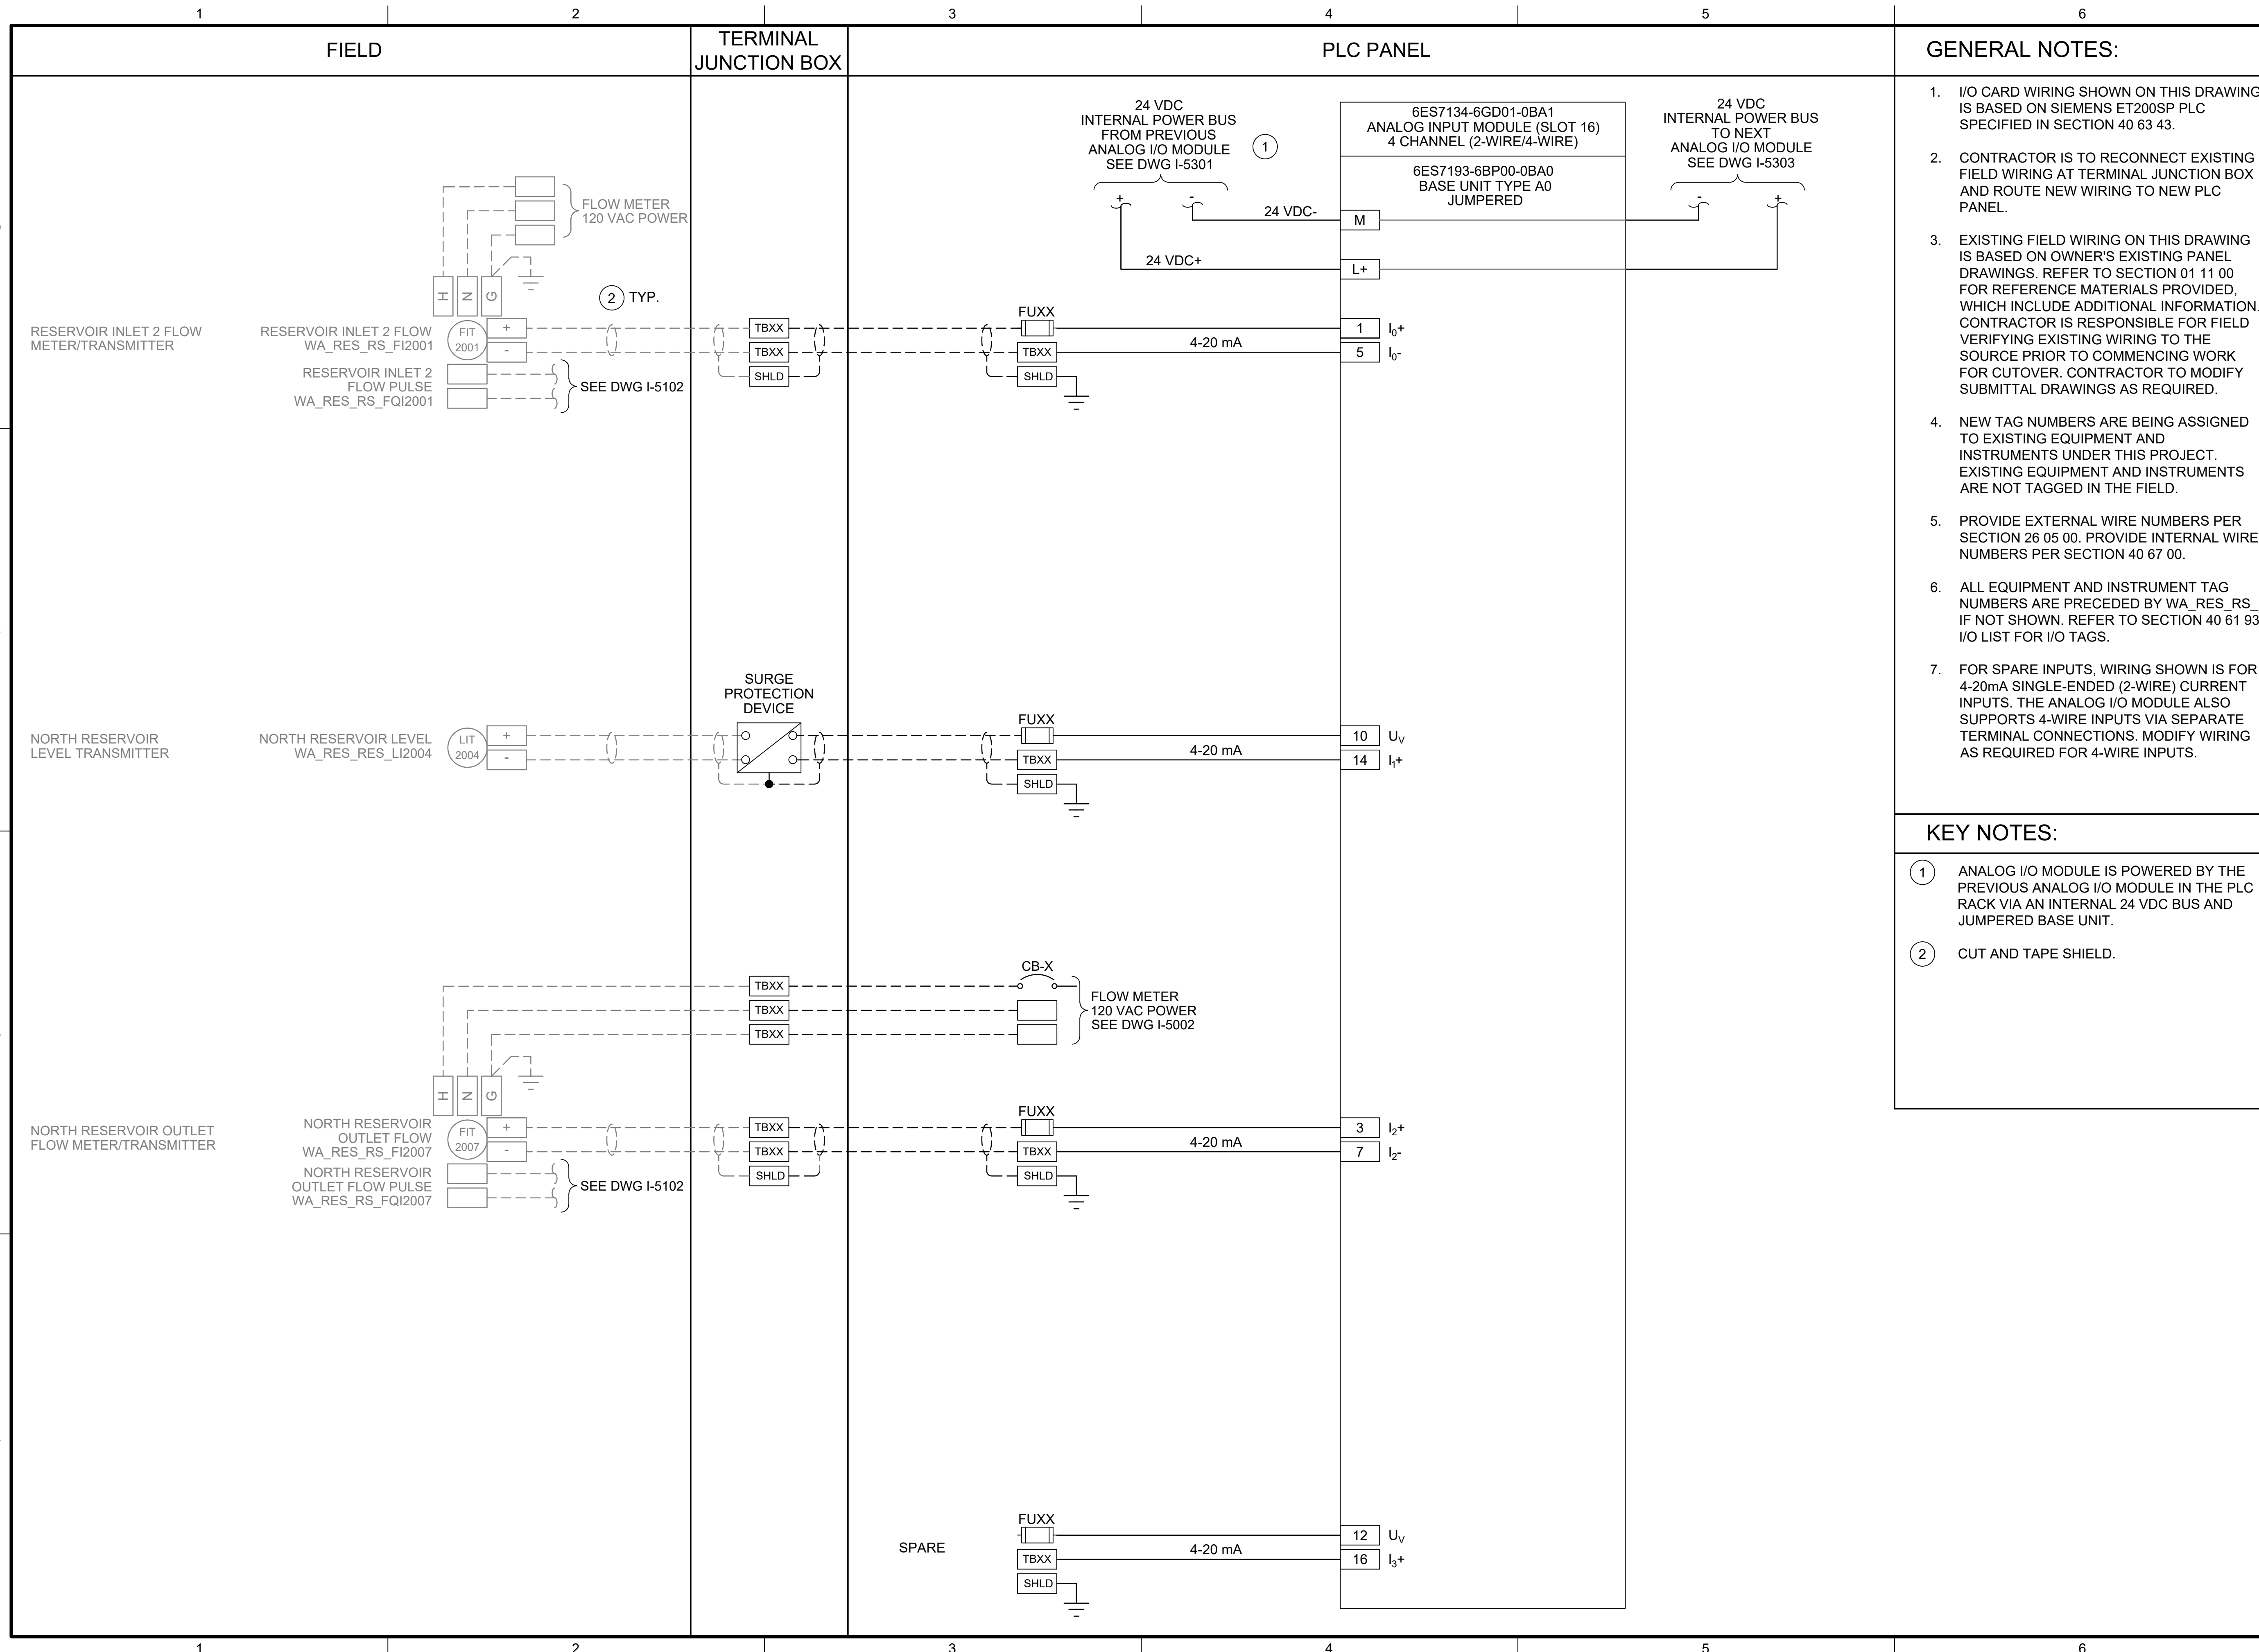 1 2 3 4 5 6
FIELD
TERMINAL
JUNCTION BOX
PLC PANEL
GENERAL NOTES:
1. I/O CARD WIRING SHOWN ON THIS DRAWING
IS BASED ON SIEMENS ET200SP PLC
SPECIFIED IN SECTION 40 63 43.
2. CONTRACTOR IS TO RECONNECT EXISTING
FIELD WIRING AT TERMINAL JUNCTION BOX
AND ROUTE NEW WIRING TO NEW PLC
PANEL.
3. EXISTING FIELD WIRING ON THIS DRAWING
IS BASED ON OWNER'S EXISTING PANEL
DRAWINGS. REFER TO SECTION 01 11 00
FOR REFERENCE MATERIALS PROVIDED,
WHICH INCLUDE ADDITIONAL INFORMATION.
CONTRACTOR IS RESPONSIBLE FOR FIELD
VERIFYING EXISTING WIRING TO THE
SOURCE PRIOR TO COMMENCING WORK
FOR CUTOVER. CONTRACTOR TO MODIFY
SUBMITTAL DRAWINGS AS REQUIRED.
4. NEW TAG NUMBERS ARE BEING ASSIGNED
TO EXISTING EQUIPMENT AND
INSTRUMENTS UNDER THIS PROJECT.
EXISTING EQUIPMENT AND INSTRUMENTS
ARE NOT TAGGED IN THE FIELD.
5. PROVIDE EXTERNAL WIRE NUMBERS PER
SECTION 26 05 00. PROVIDE INTERNAL WIRE
NUMBERS PER SECTION 40 67 00.
6. ALL EQUIPMENT AND INSTRUMENT TAG
NUMBERS ARE PRECEDED BY WA_RES_RS_
IF NOT SHOWN. REFER TO SECTION 40 61 93
I/O LIST FOR I/O TAGS.
7. FOR SPARE INPUTS, WIRING SHOWN IS FOR
4-20mA SINGLE-ENDED (2-WIRE) CURRENT
INPUTS. THE ANALOG I/O MODULE ALSO
SUPPORTS 4-WIRE INPUTS VIA SEPARATE
TERMINAL CONNECTIONS. MODIFY WIRING
AS REQUIRED FOR 4-WIRE INPUTS.
KEY NOTES:
1 ANALOG I/O MODULE IS POWERED BY THE
PREVIOUS ANALOG I/O MODULE IN THE PLC
RACK VIA AN INTERNAL 24 VDC BUS AND
JUMPERED BASE UNIT.
2 CUT AND TAPE SHIELD.
24 VDC
INTERNAL POWER BUS
FROM PREVIOUS
ANALOG I/O MODULE
SEE DWG I-5301
1
+ -
24 VDC-
24 VDC+
6ES7134-6GD01-0BA1
ANALOG INPUT MODULE (SLOT 16)
4 CHANNEL (2-WIRE/4-WIRE)
6ES7193-6BP00-0BA0
BASE UNIT TYPE A0
JUMPERED
M
L+
24 VDC
INTERNAL POWER BUS
TO NEXT
ANALOG I/O MODULE
SEE DWG I-5303
- +
FLOW METER
120 VAC POWER
H N G
2 TYP.
RESERVOIR INLET 2 FLOW
METER/TRANSMITTER
RESERVOIR INLET 2 FLOW
WA_RES_RS_FI2001
FIT
2001
+
-
RESERVOIR INLET 2
FLOW PULSE
WA_RES_RS_FQI2001
SEE DWG I-5102
TBXX
TBXX
SHLD
FUXX
TBXX
SHLD
4-20 mA
1 I₀+
5 I₀-
NORTH RESERVOIR
LEVEL TRANSMITTER
NORTH RESERVOIR LEVEL
WA_RES_RES_LI2004
LIT
2004
+
-
SURGE
PROTECTION
DEVICE
FUXX
TBXX
SHLD
4-20 mA
10 Uᵥ
14 I₁+
TBXX
TBXX
TBXX
CB-X
FLOW METER
120 VAC POWER
SEE DWG I-5002
H N G
NORTH RESERVOIR OUTLET
FLOW METER/TRANSMITTER
NORTH RESERVOIR
OUTLET FLOW
WA_RES_RS_FI2007
FIT
2007
+
-
NORTH RESERVOIR
OUTLET FLOW PULSE
WA_RES_RS_FQI2007
SEE DWG I-5102
TBXX
TBXX
SHLD
FUXX
TBXX
SHLD
4-20 mA
3 I₂+
7 I₂-
SPARE
FUXX
TBXX
SHLD
4-20 mA
12 Uᵥ
16 I₃+
1 2 3 4 5 6